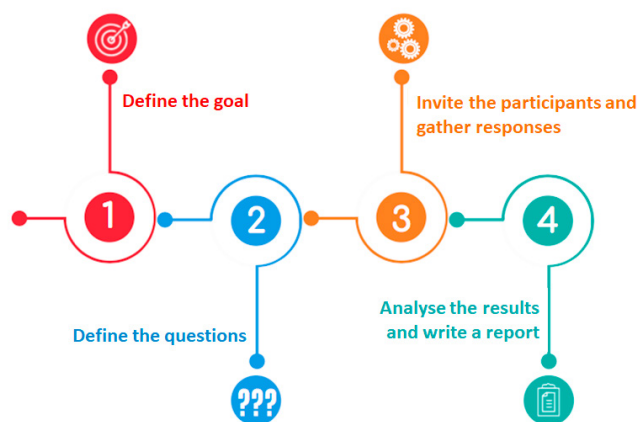 1
Define the goal
2
Define the questions
???
3
Invite the participants and
gather responses
4
Analyse the results
and write a report